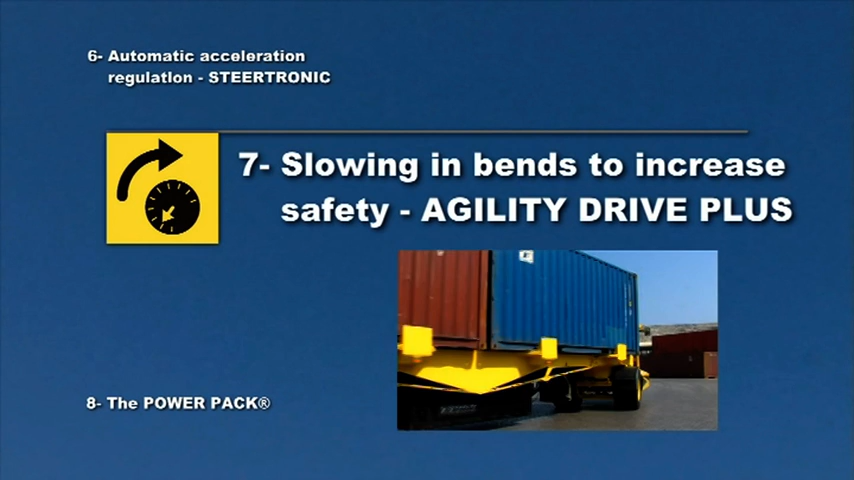 6- Automatic acceleration
regulation - STEERTRONIC
7- Slowing in bends to increase
safety - AGILITY DRIVE PLUS
8- The POWER PACK®